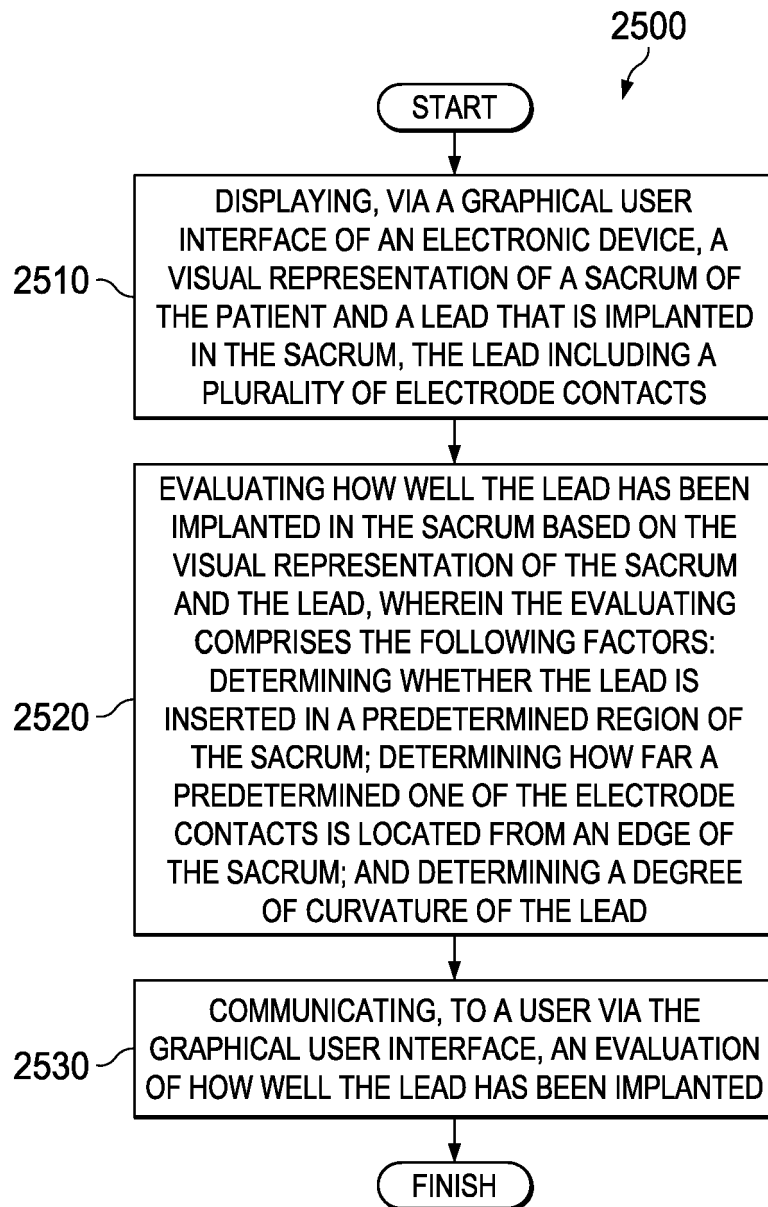 2500
START
2510
DISPLAYING, VIA A GRAPHICAL USER
INTERFACE OF AN ELECTRONIC DEVICE, A
VISUAL REPRESENTATION OF A SACRUM OF
THE PATIENT AND A LEAD THAT IS IMPLANTED
IN THE SACRUM, THE LEAD INCLUDING A
PLURALITY OF ELECTRODE CONTACTS
2520
EVALUATING HOW WELL THE LEAD HAS BEEN
IMPLANTED IN THE SACRUM BASED ON THE
VISUAL REPRESENTATION OF THE SACRUM
AND THE LEAD, WHEREIN THE EVALUATING
COMPRISES THE FOLLOWING FACTORS:
DETERMINING WHETHER THE LEAD IS
INSERTED IN A PREDETERMINED REGION OF
THE SACRUM; DETERMINING HOW FAR A
PREDETERMINED ONE OF THE ELECTRODE
CONTACTS IS LOCATED FROM AN EDGE OF
THE SACRUM; AND DETERMINING A DEGREE
OF CURVATURE OF THE LEAD
2530
COMMUNICATING, TO A USER VIA THE
GRAPHICAL USER INTERFACE, AN EVALUATION
OF HOW WELL THE LEAD HAS BEEN IMPLANTED
FINISH